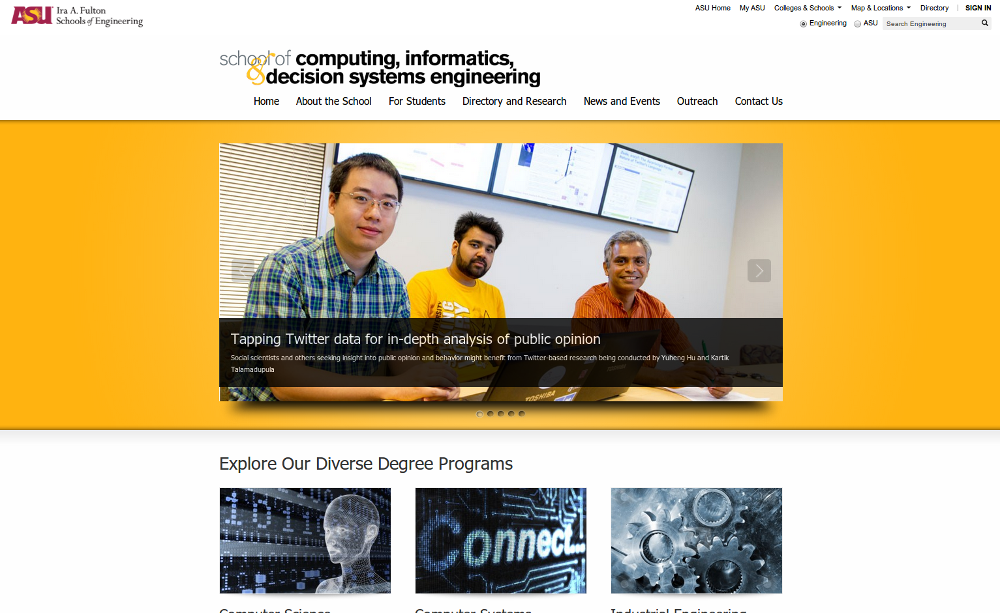 ASU Ira A. Fulton
Schools of Engineering
ASU Home My ASU Colleges & Schools Map & Locations Directory SIGN IN
Engineering ASU Search Engineering
school of computing, informatics,
& decision systems engineering
Home About the School For Students Directory and Research News and Events Outreach Contact Us
Tapping Twitter data for in-depth analysis of public opinion
Social scientists and others seeking insight into public opinion and behavior might benefit from Twitter-based research being conducted by Yuheng Hu and Kartik
Talamadupula
TOSHIBA
Explore Our Diverse Degree Programs
Connect...
Computer Science
Computer Systems
Industrial Engineering